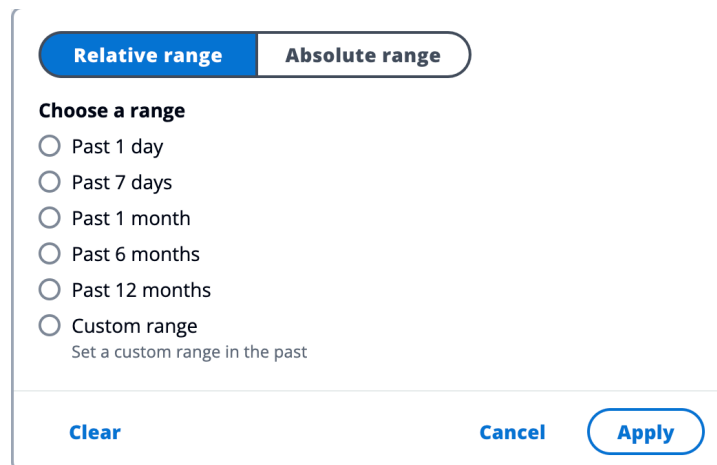 Relative range Absolute range
Choose a range
Past 1 day
Past 7 days
Past 1 month
Past 6 months
Past 12 months
Custom range
Set a custom range in the past
Clear Cancel Apply